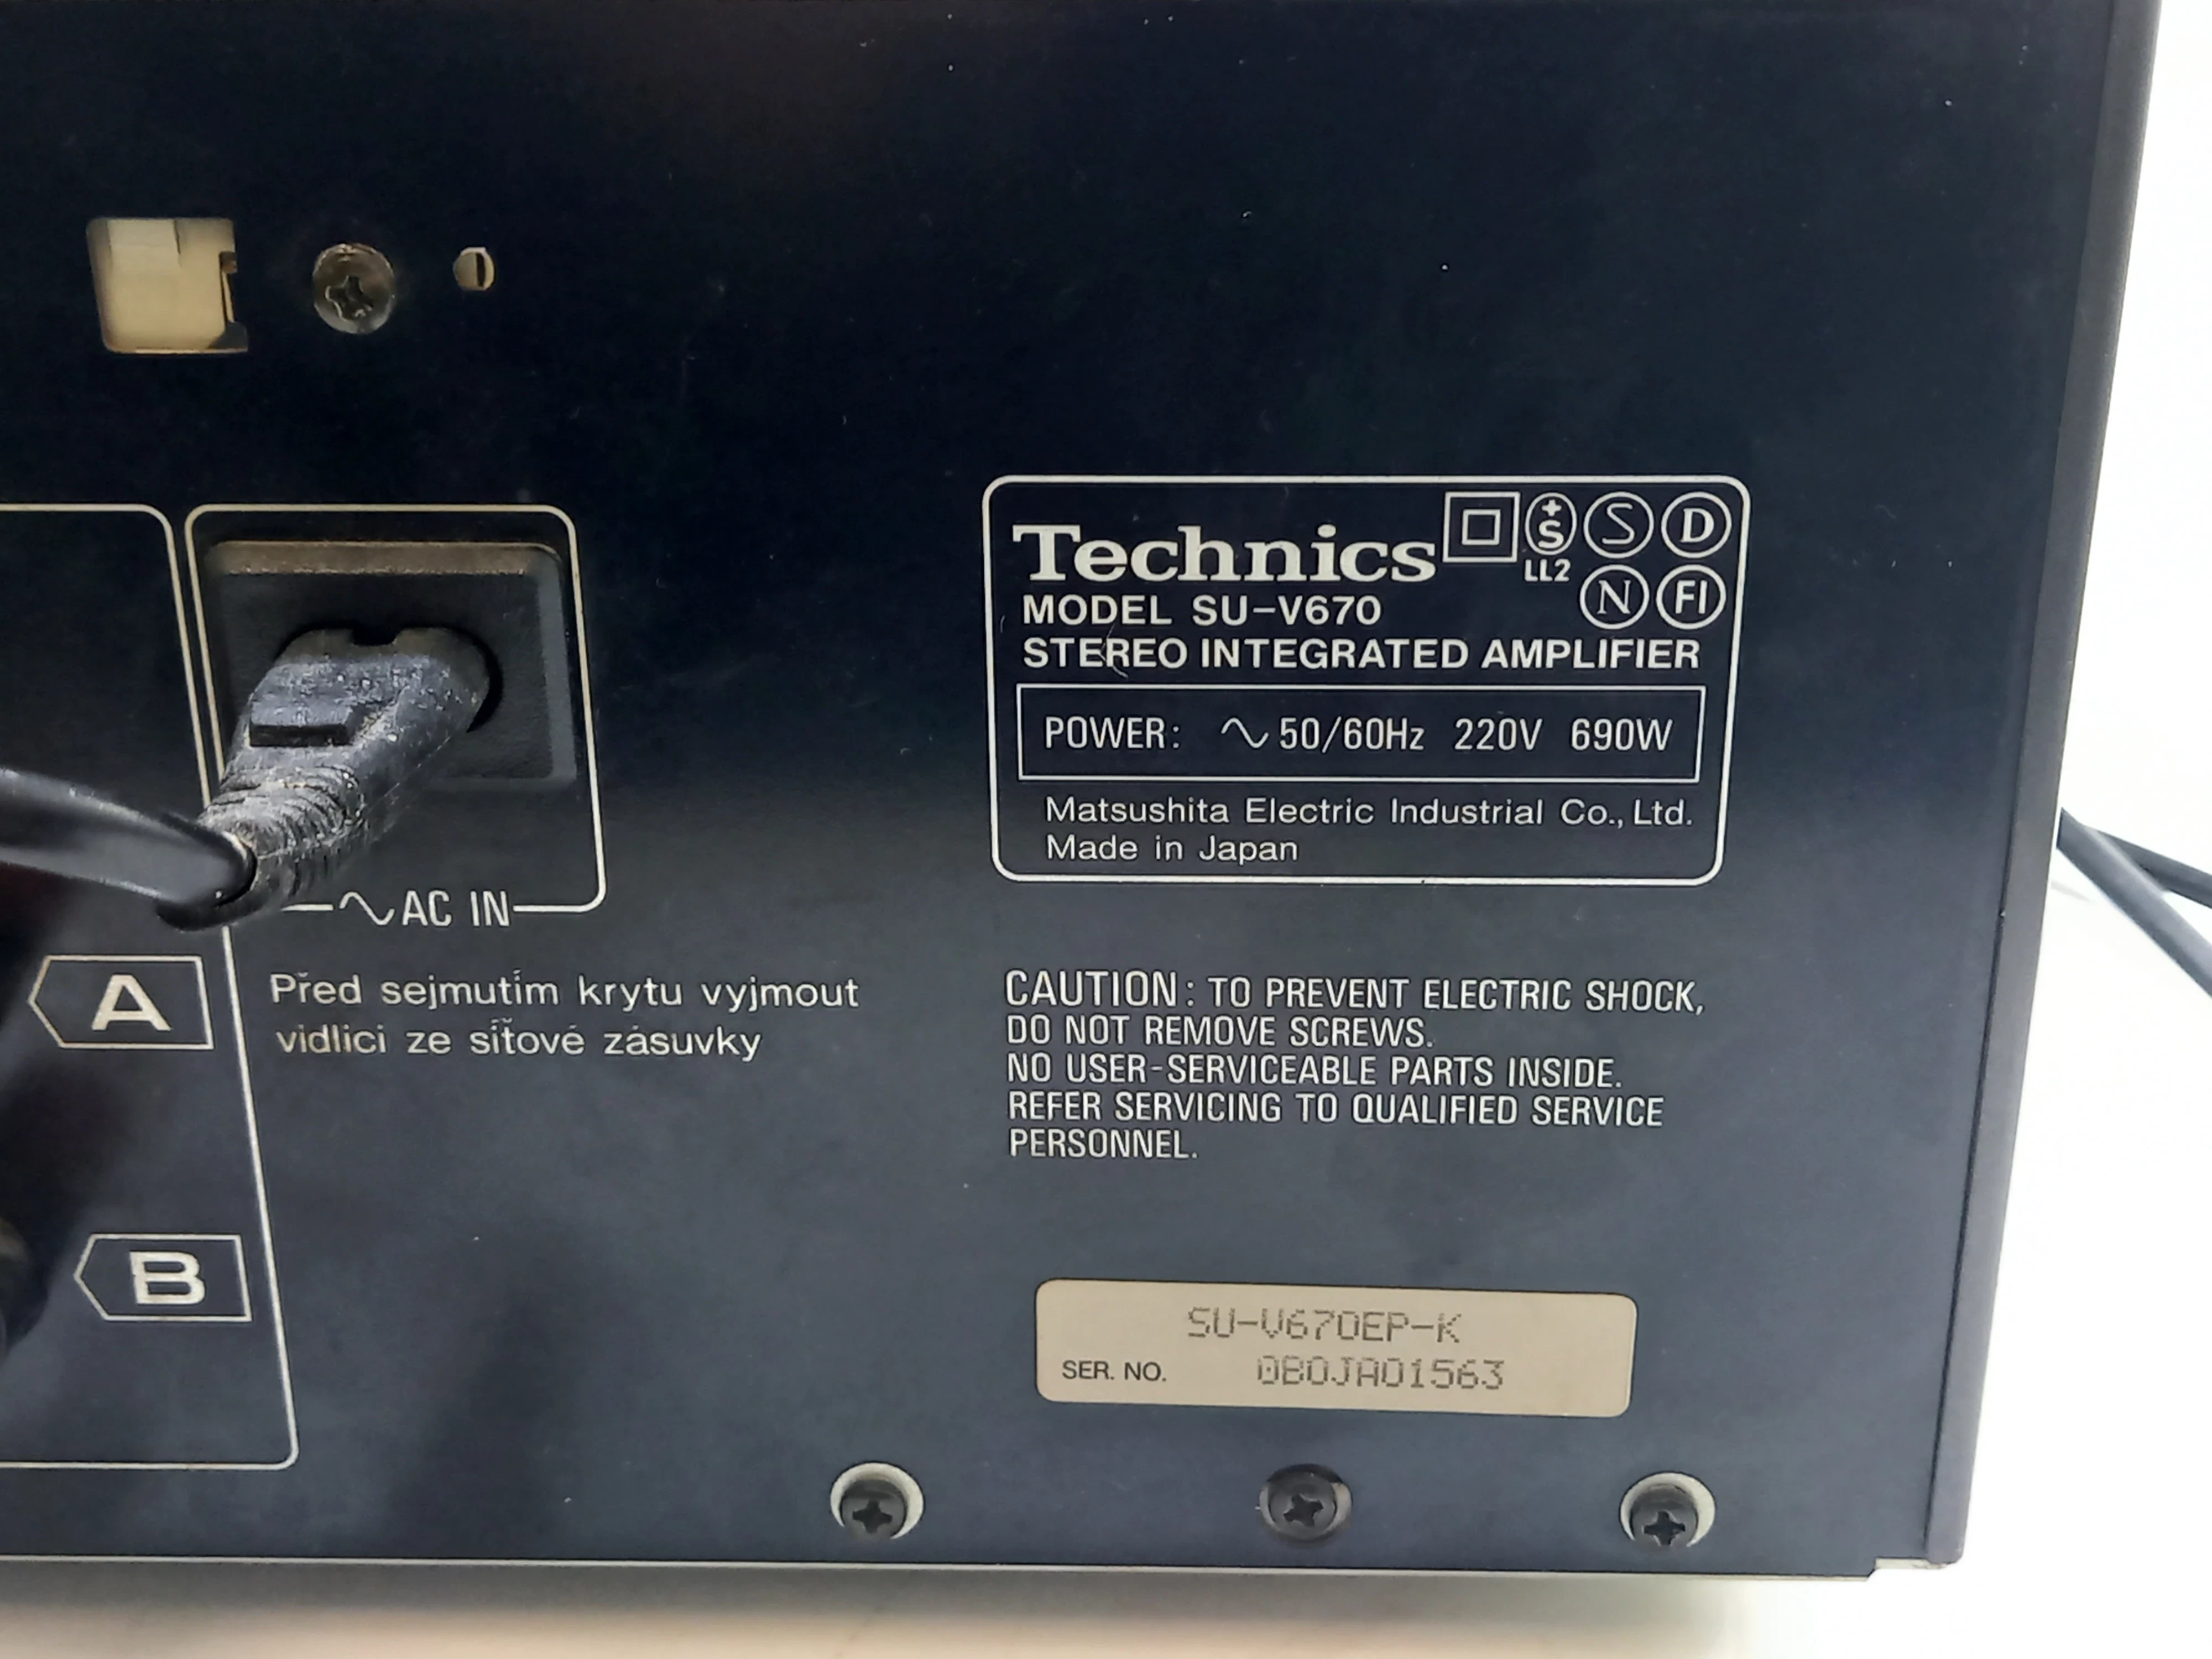 Technics
S LL2 S D
N FI
MODEL SU-V670
STEREO INTEGRATED AMPLIFIER
POWER: ∿ 50/60Hz 220V 690W
Matsushita Electric Industrial Co., Ltd.
Made in Japan
∿ AC IN
A
Před sejmutím krytu vyjmout
vidlici ze síťové zásuvky
CAUTION: TO PREVENT ELECTRIC SHOCK,
DO NOT REMOVE SCREWS.
NO USER-SERVICEABLE PARTS INSIDE.
REFER SERVICING TO QUALIFIED SERVICE
PERSONNEL.
B
SU-V670EP-K
SER. NO. 0B0JA01563